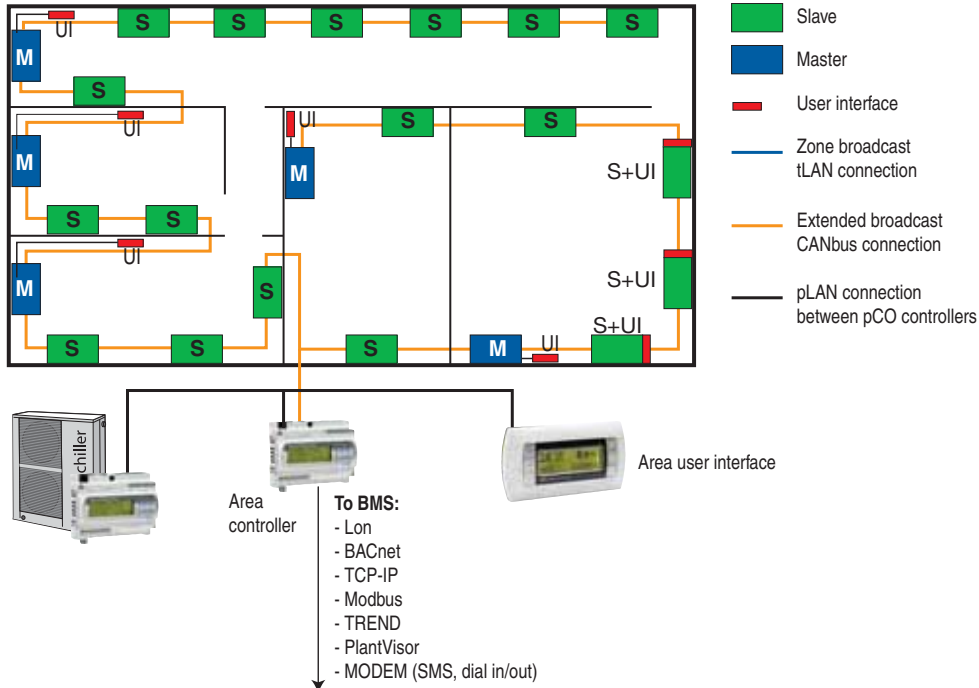 UI
S
S
S
S
S
S
M
S
UI
M
S
S
UI
M
S
S
S
UI
M
S
S
S+UI
S+UI
S+UI
S
M
UI
Slave
Master
User interface
Zone broadcast
tLAN connection
Extended broadcast
CANbus connection
pLAN connection
between pCO controllers
chiller
Area
controller
Area user interface
To BMS:
- Lon
- BACnet
- TCP-IP
- Modbus
- TREND
- PlantVisor
- MODEM (SMS, dial in/out)